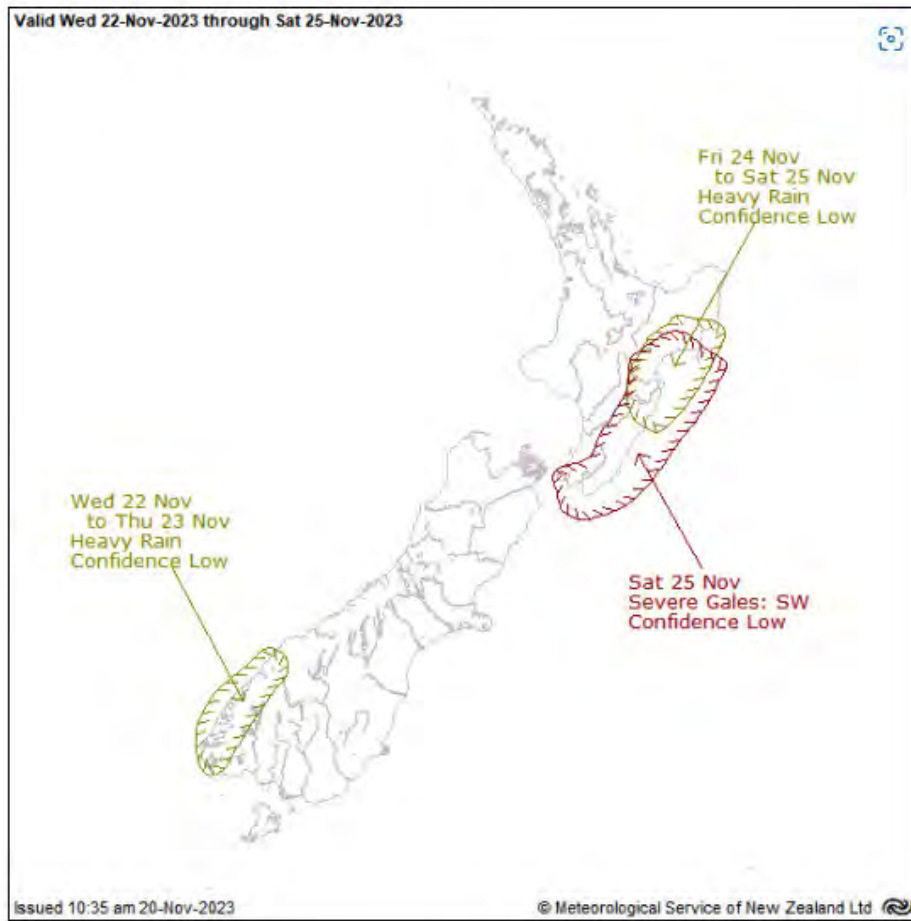 Valid Wed 22-Nov-2023 through Sat 25-Nov-2023
Fri 24 Nov
to Sat 25 Nov
Heavy Rain
Confidence Low
Wed 22 Nov
to Thu 23 Nov
Heavy Rain
Confidence Low
Sat 25 Nov
Severe Gales: SW
Confidence Low
Issued 10:35 am 20-Nov-2023
© Meteorological Service of New Zealand Ltd